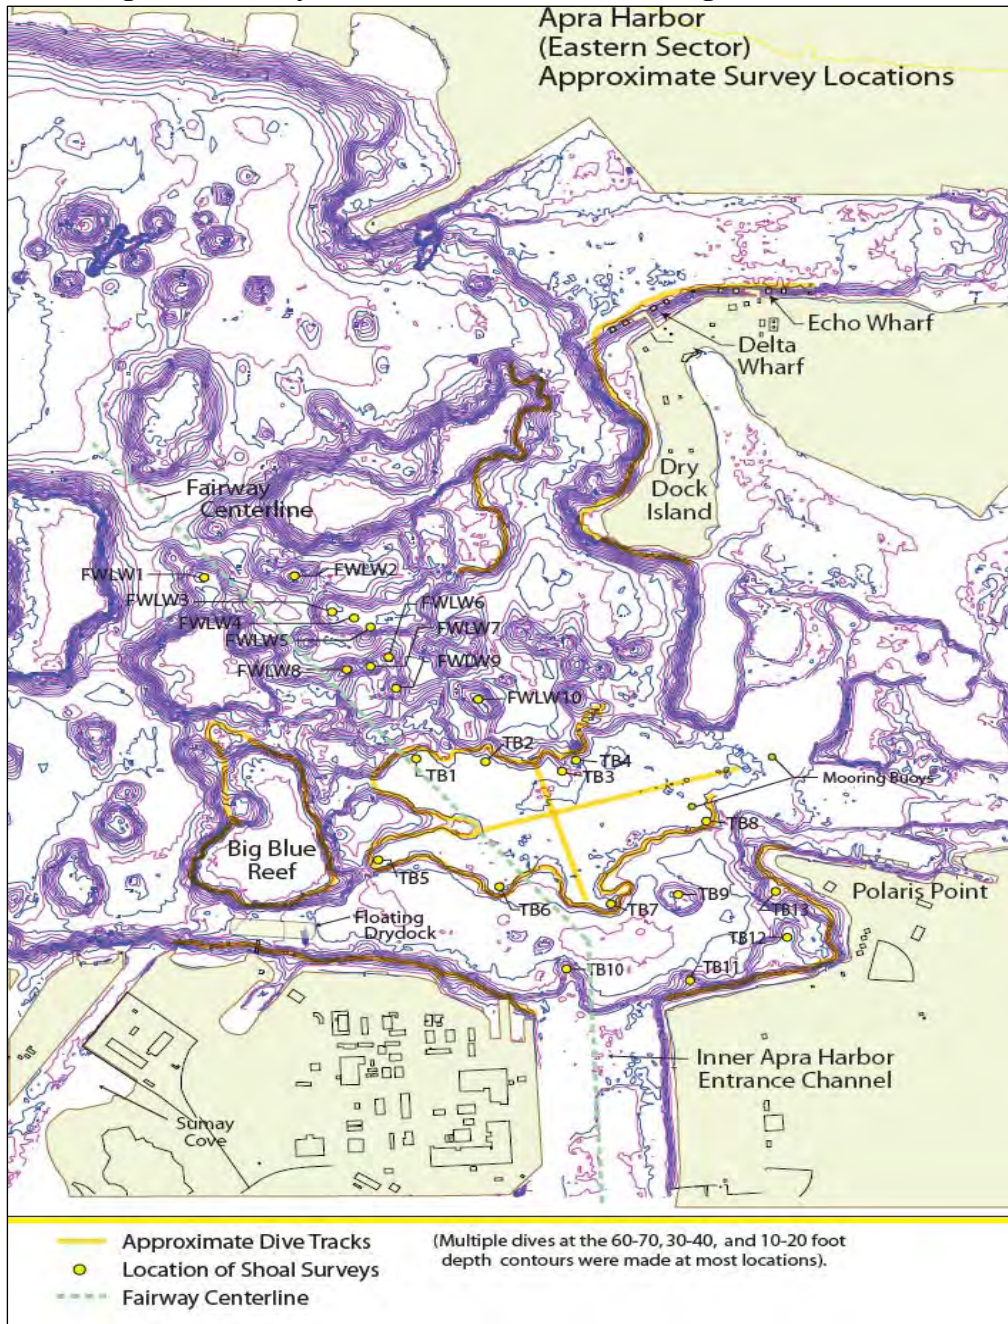 Apra Harbor
(Eastern Sector)
Approximate Survey Locations
Echo Wharf
Delta
Wharf
Fairway
Centerline
Dry
Dock
Island
FWLW1
FWLW2
FWLW3
FWLW6
FWLW4
FWLW7
FWLW5
FWLW9
FWLW8
FWLW10
TB2
TB4
TB1
TB3
Mooring Buoys
TB8
Big Blue
Reef
TB5
Polaris Point
TB6
TB7
TB9
TB13
Floating
Drydock
TB12
TB10
TB11
Inner Apra Harbor
Entrance Channel
Sumay
Cove
Approximate Dive Tracks
(Multiple dives at the 60-70, 30-40, and 10-20 foot
depth contours were made at most locations).
Location of Shoal Surveys
Fairway Centerline